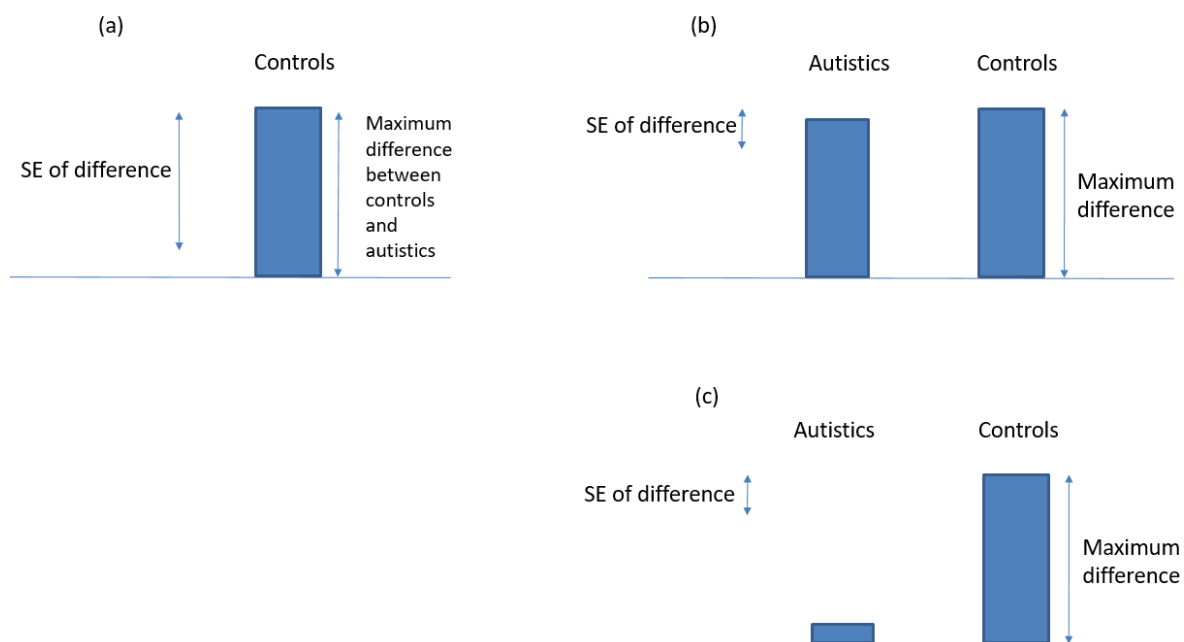 (a)
Controls
SE of difference
Maximum
difference
between
controls
and
autistics
(b)
Autistics
Controls
SE of difference
Maximum
difference
(c)
Autistics
Controls
SE of difference
Maximum
difference